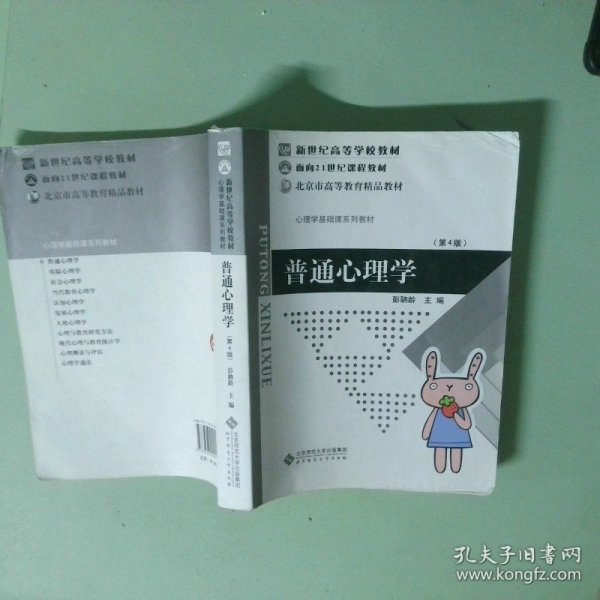 新世纪高等学校教材
面向21世纪课程教材
北京市高等教育精品教材
心理学基础课系列教材
(第4版)
普通心理学
彭聃龄 主编
PUTONG XINLIXUE
北京师范大学出版集团
北京师范大学出版社
新世纪高等学校教材
心理学基础课系列教材
普通心理学
(第4版)
彭聃龄 主编
北京师范大学出版集团
新世纪高等学校教材
面向21世纪课程教材
北京市高等教育精品教材
心理学基础课系列教材
普通心理学
实验心理学
社会心理学
当代教育心理学
认知心理学
发展心理学
人格心理学
心理与教育研究方法
现代心理与教育统计学
心理测量与评估
心理学通史
孔夫子旧书网
www.kongfz.com